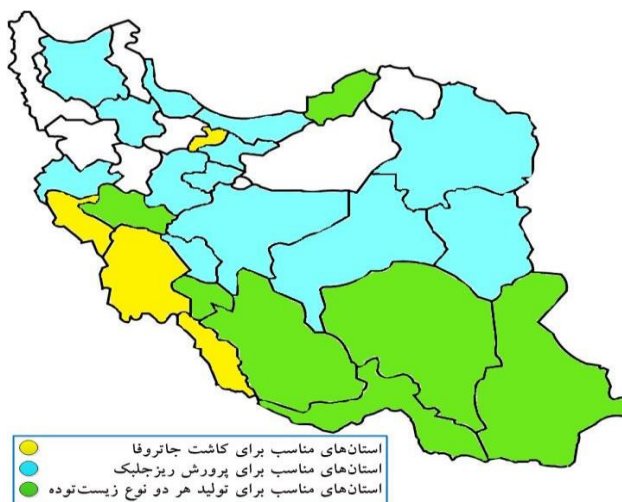 استان‌های مناسب برای کاشت جاتروفا
استان‌های مناسب برای پرورش ریزجلبک
استان‌های مناسب برای تولید هر دو نوع زیست‌توده